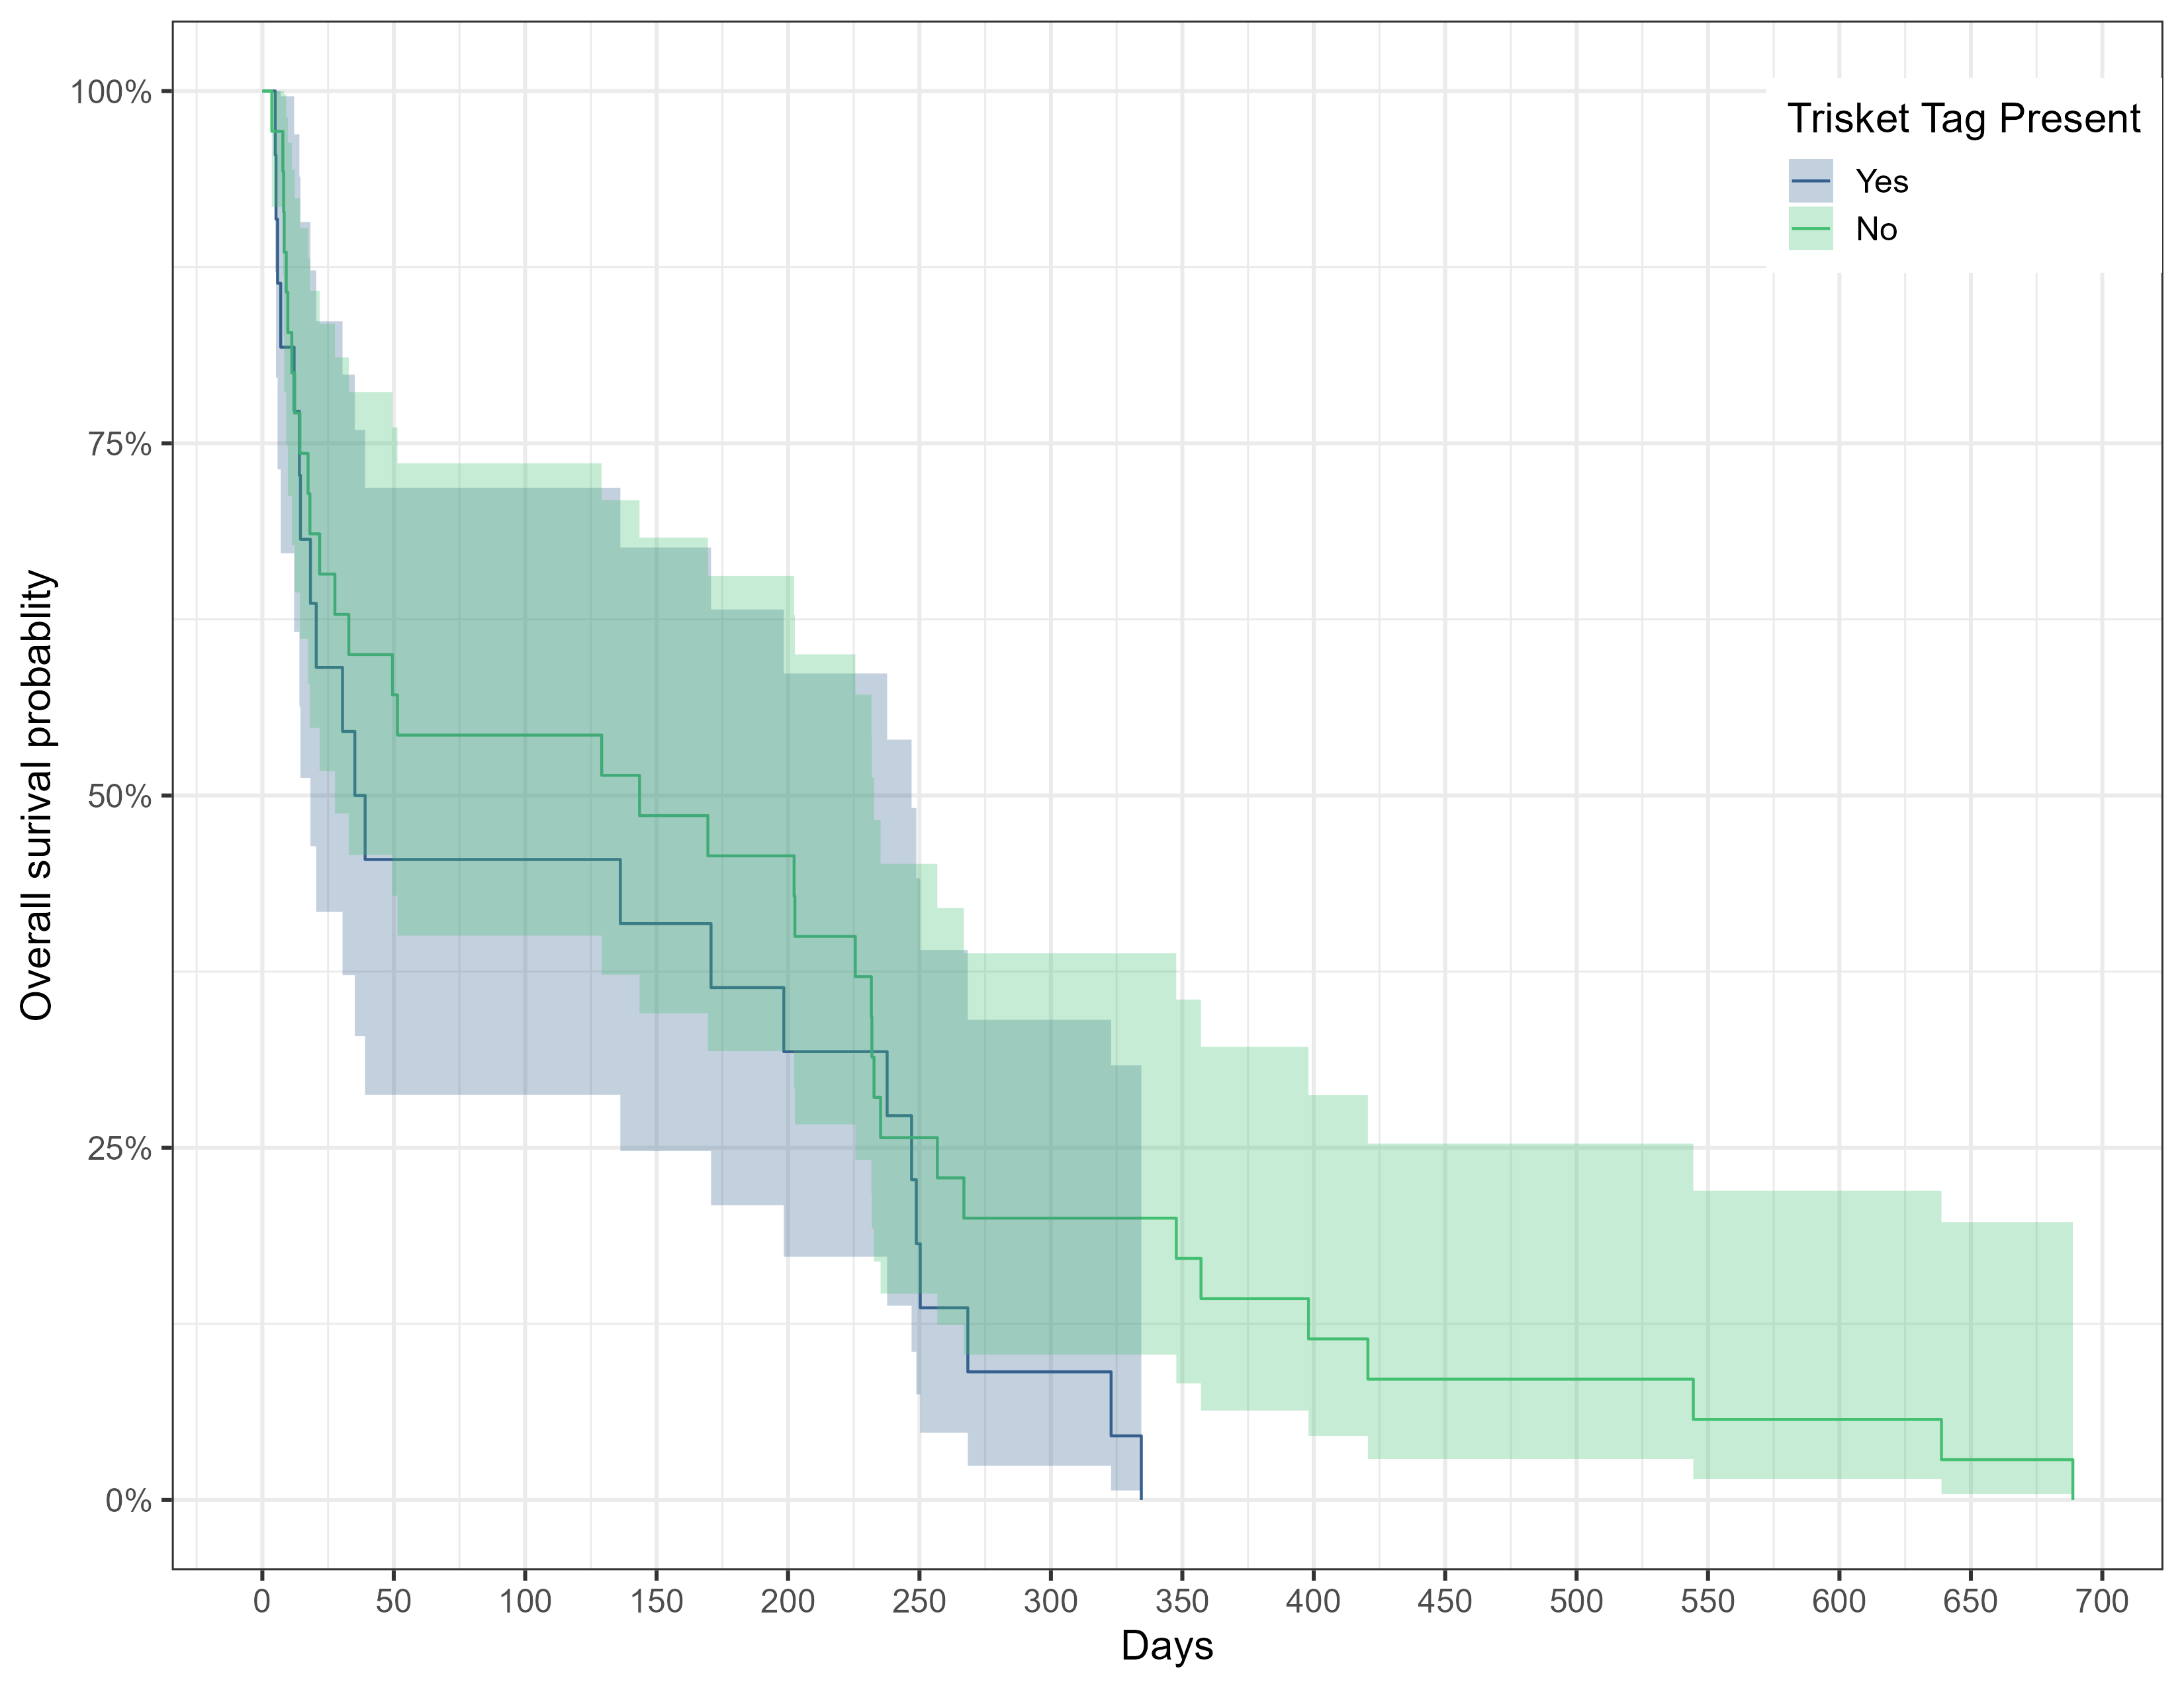 Overall surival probablity
100%
75%
50%
25%
0%
Trisket Tag Present
Yes
No
0 50 100 150 200 250 300 350 400 450 500 550 600 650 700
Days